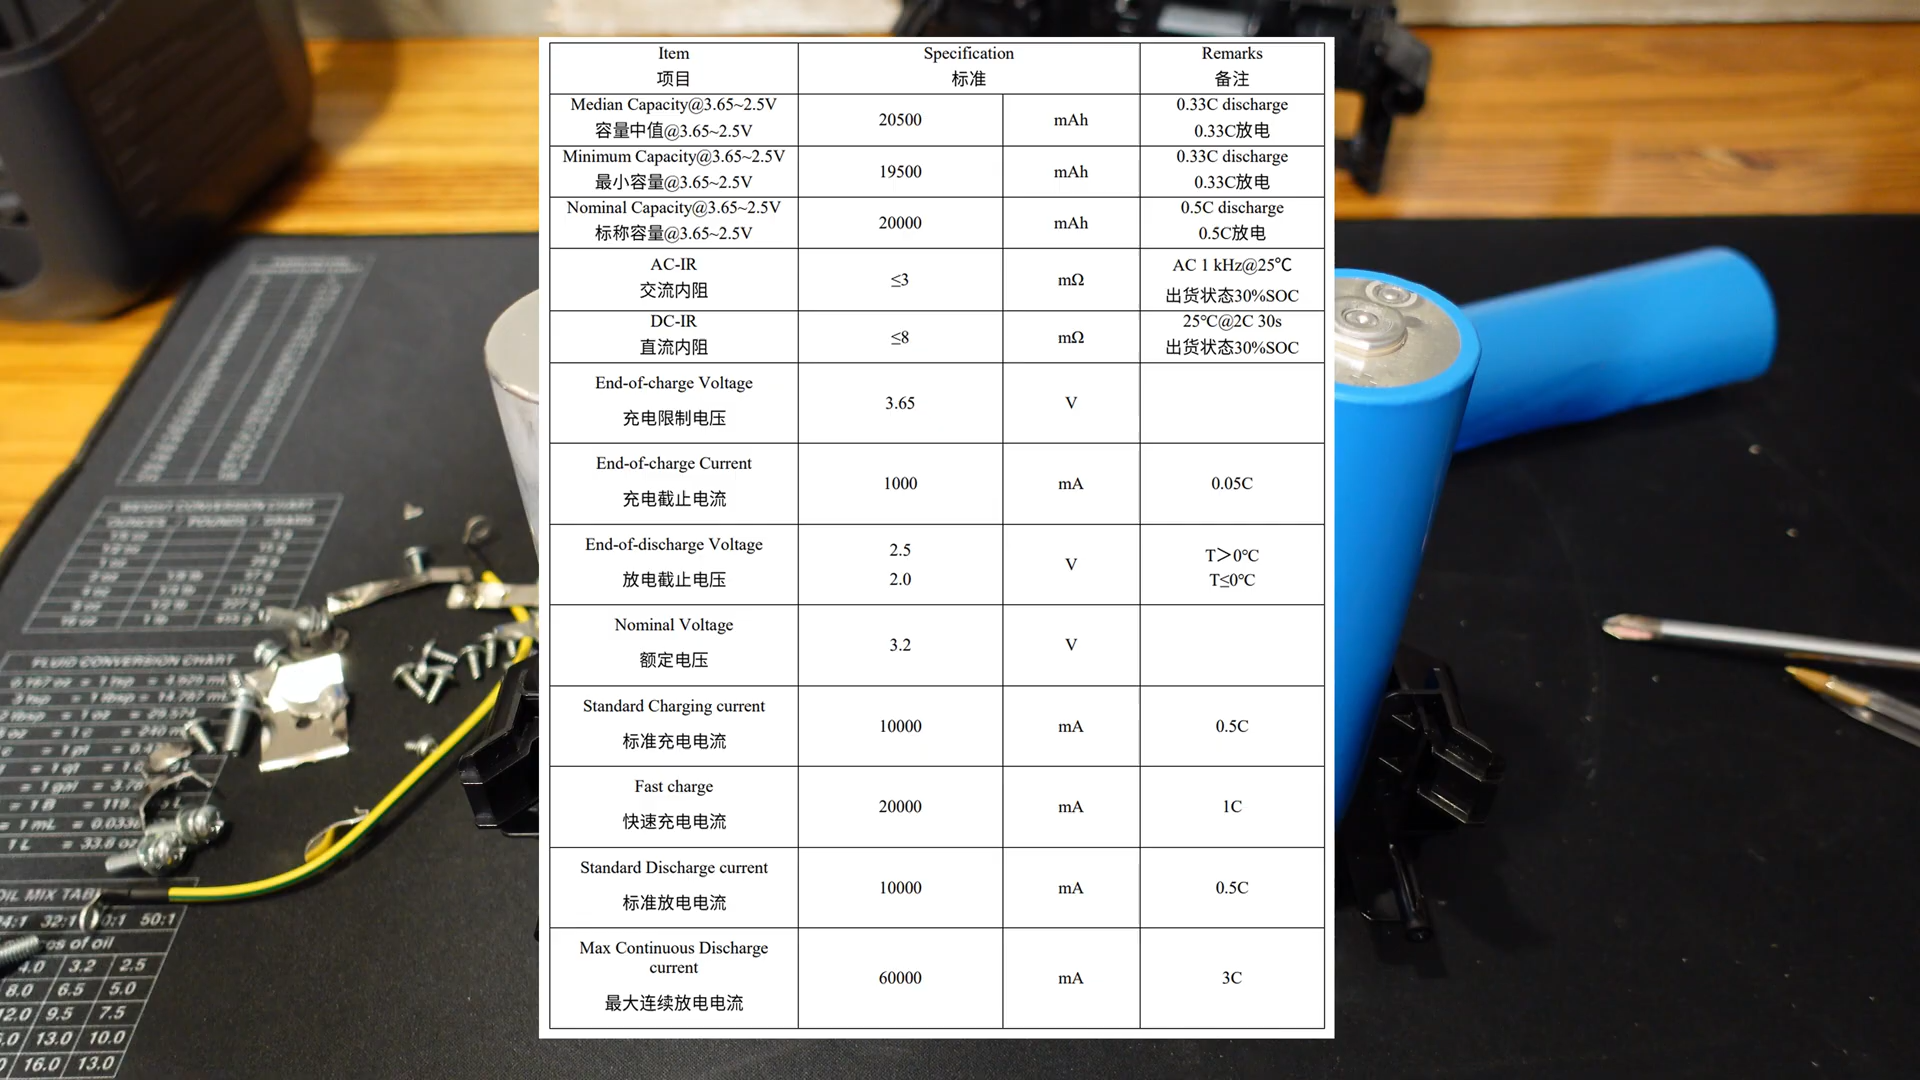 Item
项目
Specification
标准
Remarks
备注
Median Capacity@3.65~2.5V
容量中值@3.65~2.5V
20500
mAh
0.33C discharge
0.33C放电
Minimum Capacity@3.65~2.5V
最小容量@3.65~2.5V
19500
mAh
0.33C discharge
0.33C放电
Nominal Capacity@3.65~2.5V
标称容量@3.65~2.5V
20000
mAh
0.5C discharge
0.5C放电
AC-IR
交流内阻
≤3
mΩ
AC 1 kHz@25℃
出货状态30%SOC
DC-IR
直流内阻
≤8
mΩ
25℃@2C 30s
出货状态30%SOC
End-of-charge Voltage
充电限制电压
3.65
V
End-of-charge Current
充电截止电流
1000
mA
0.05C
End-of-discharge Voltage
放电截止电压
2.5
2.0
V
T＞0℃
T≤0℃
Nominal Voltage
额定电压
3.2
V
Standard Charging current
标准充电电流
10000
mA
0.5C
Fast charge
快速充电电流
20000
mA
1C
Standard Discharge current
标准放电电流
10000
mA
0.5C
Max Continuous Discharge
current
最大连续放电电流
60000
mA
3C
WEIGHT CONVERSION CHART
OUNCES POUNDS GRAMS
FLUID CONVERSION CHART
= 1 tsp
OIL MIX TAB
32:1 50:1
of oil
4.0 3.2 2.5
8.0 6.5 5.0
12.0 9.5 7.5
13.0 10.0
16.0 13.0